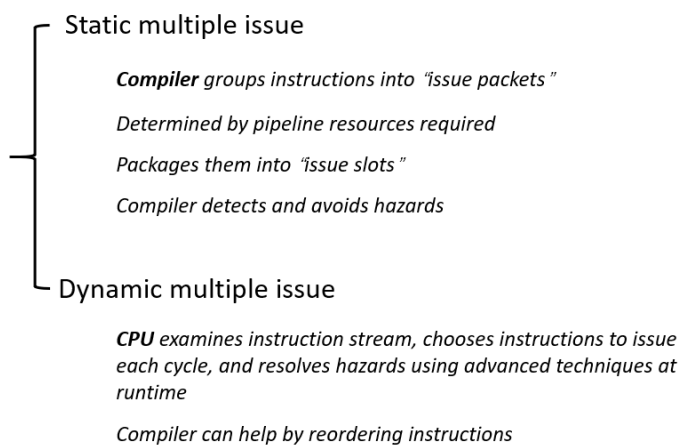 Static multiple issue
Compiler groups instructions into “issue packets”
Determined by pipeline resources required
Packages them into “issue slots”
Compiler detects and avoids hazards
Dynamic multiple issue
CPU examines instruction stream, chooses instructions to issue
each cycle, and resolves hazards using advanced techniques at
runtime
Compiler can help by reordering instructions